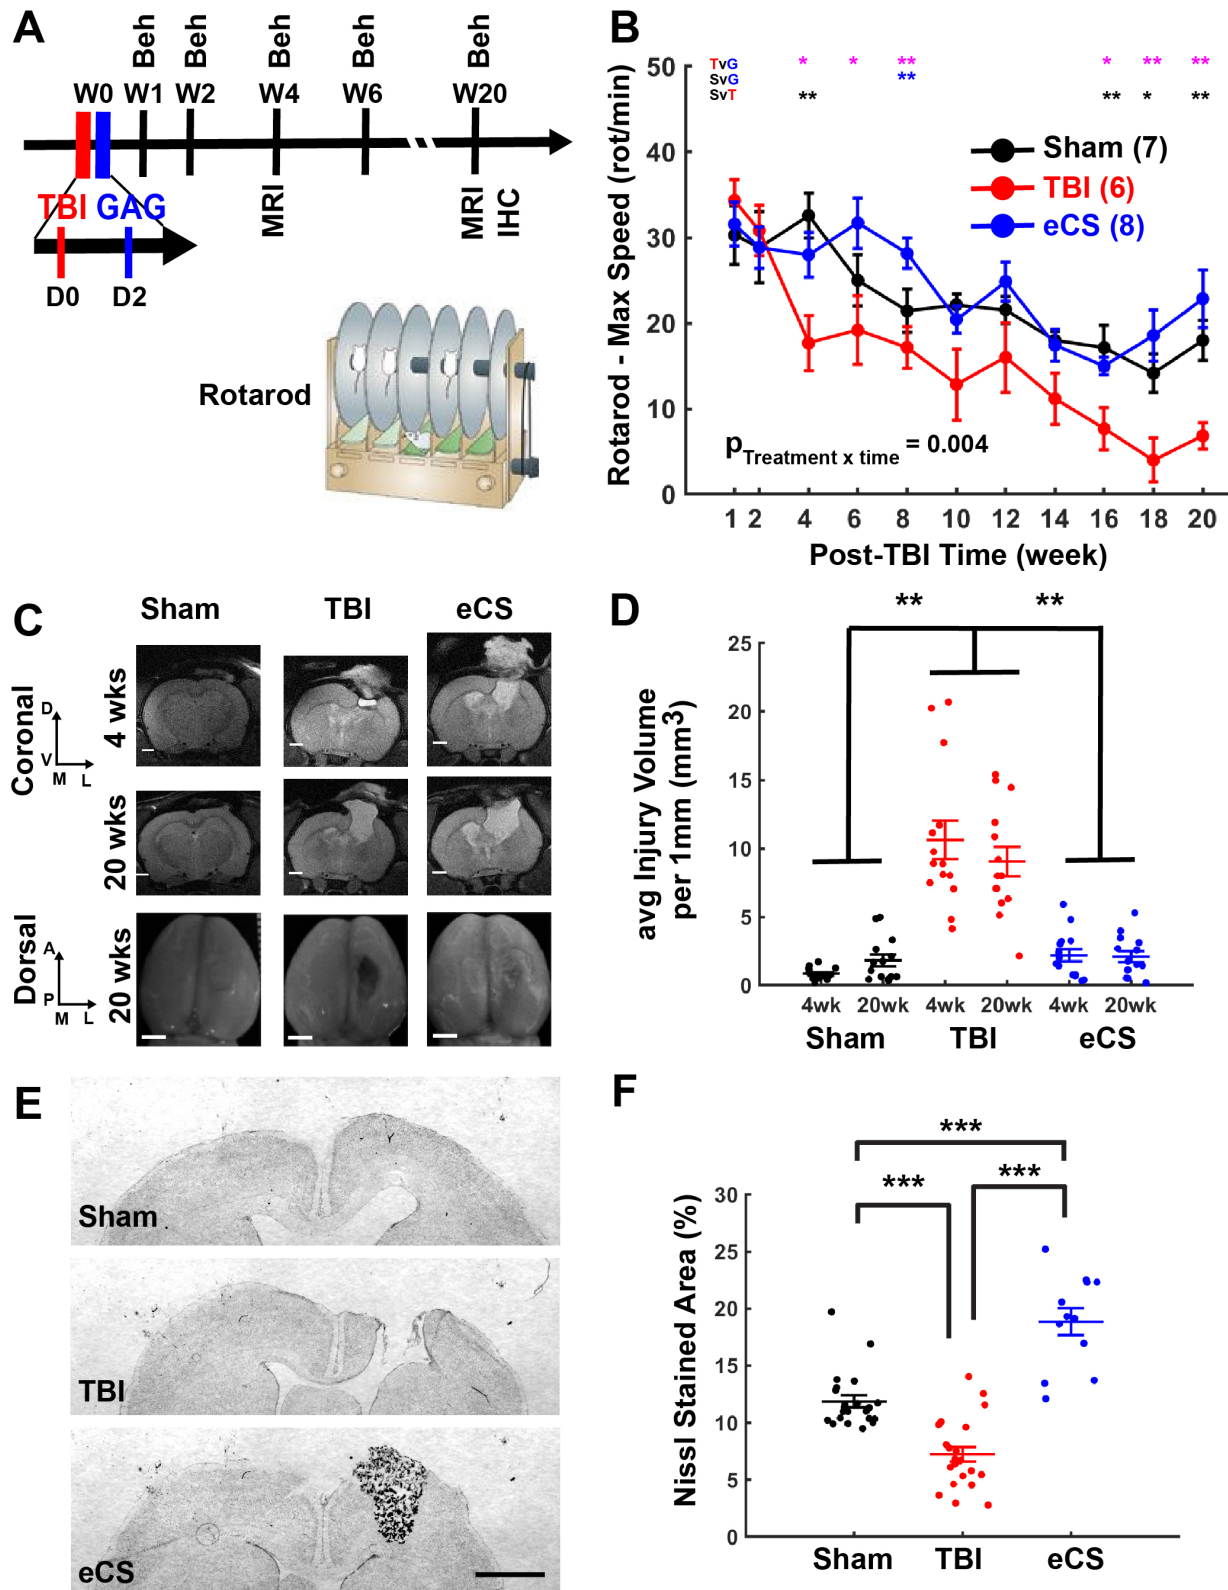 A
Beh Beh Beh Beh Beh
W0 W1 W2 W4 W6 W20
TBI GAG
MRI MRI IHC
D0 D2
Rotarod
B
TvG * * ** * ** **
SvG **
SvT ** ** * **
Rotarod - Max Speed (rot/min)
50
40
30
20
10
0
Sham (7)
TBI (6)
eCS (8)
pTreatment x time = 0.004
1 2 4 6 8 10 12 14 16 18 20
Post-TBI Time (week)
C
Sham TBI eCS
Coronal
4 wks
D
V
M L
20 wks
Dorsal
20 wks
A
P
M L
D
** **
avg Injury Volume
per 1mm (mm3)
25
20
15
10
5
0
4wk 20wk 4wk 20wk 4wk 20wk
Sham TBI eCS
E
Sham
TBI
eCS
F
***
*** ***
Nissl Stained Area (%)
30
25
20
15
10
5
0
Sham TBI eCS